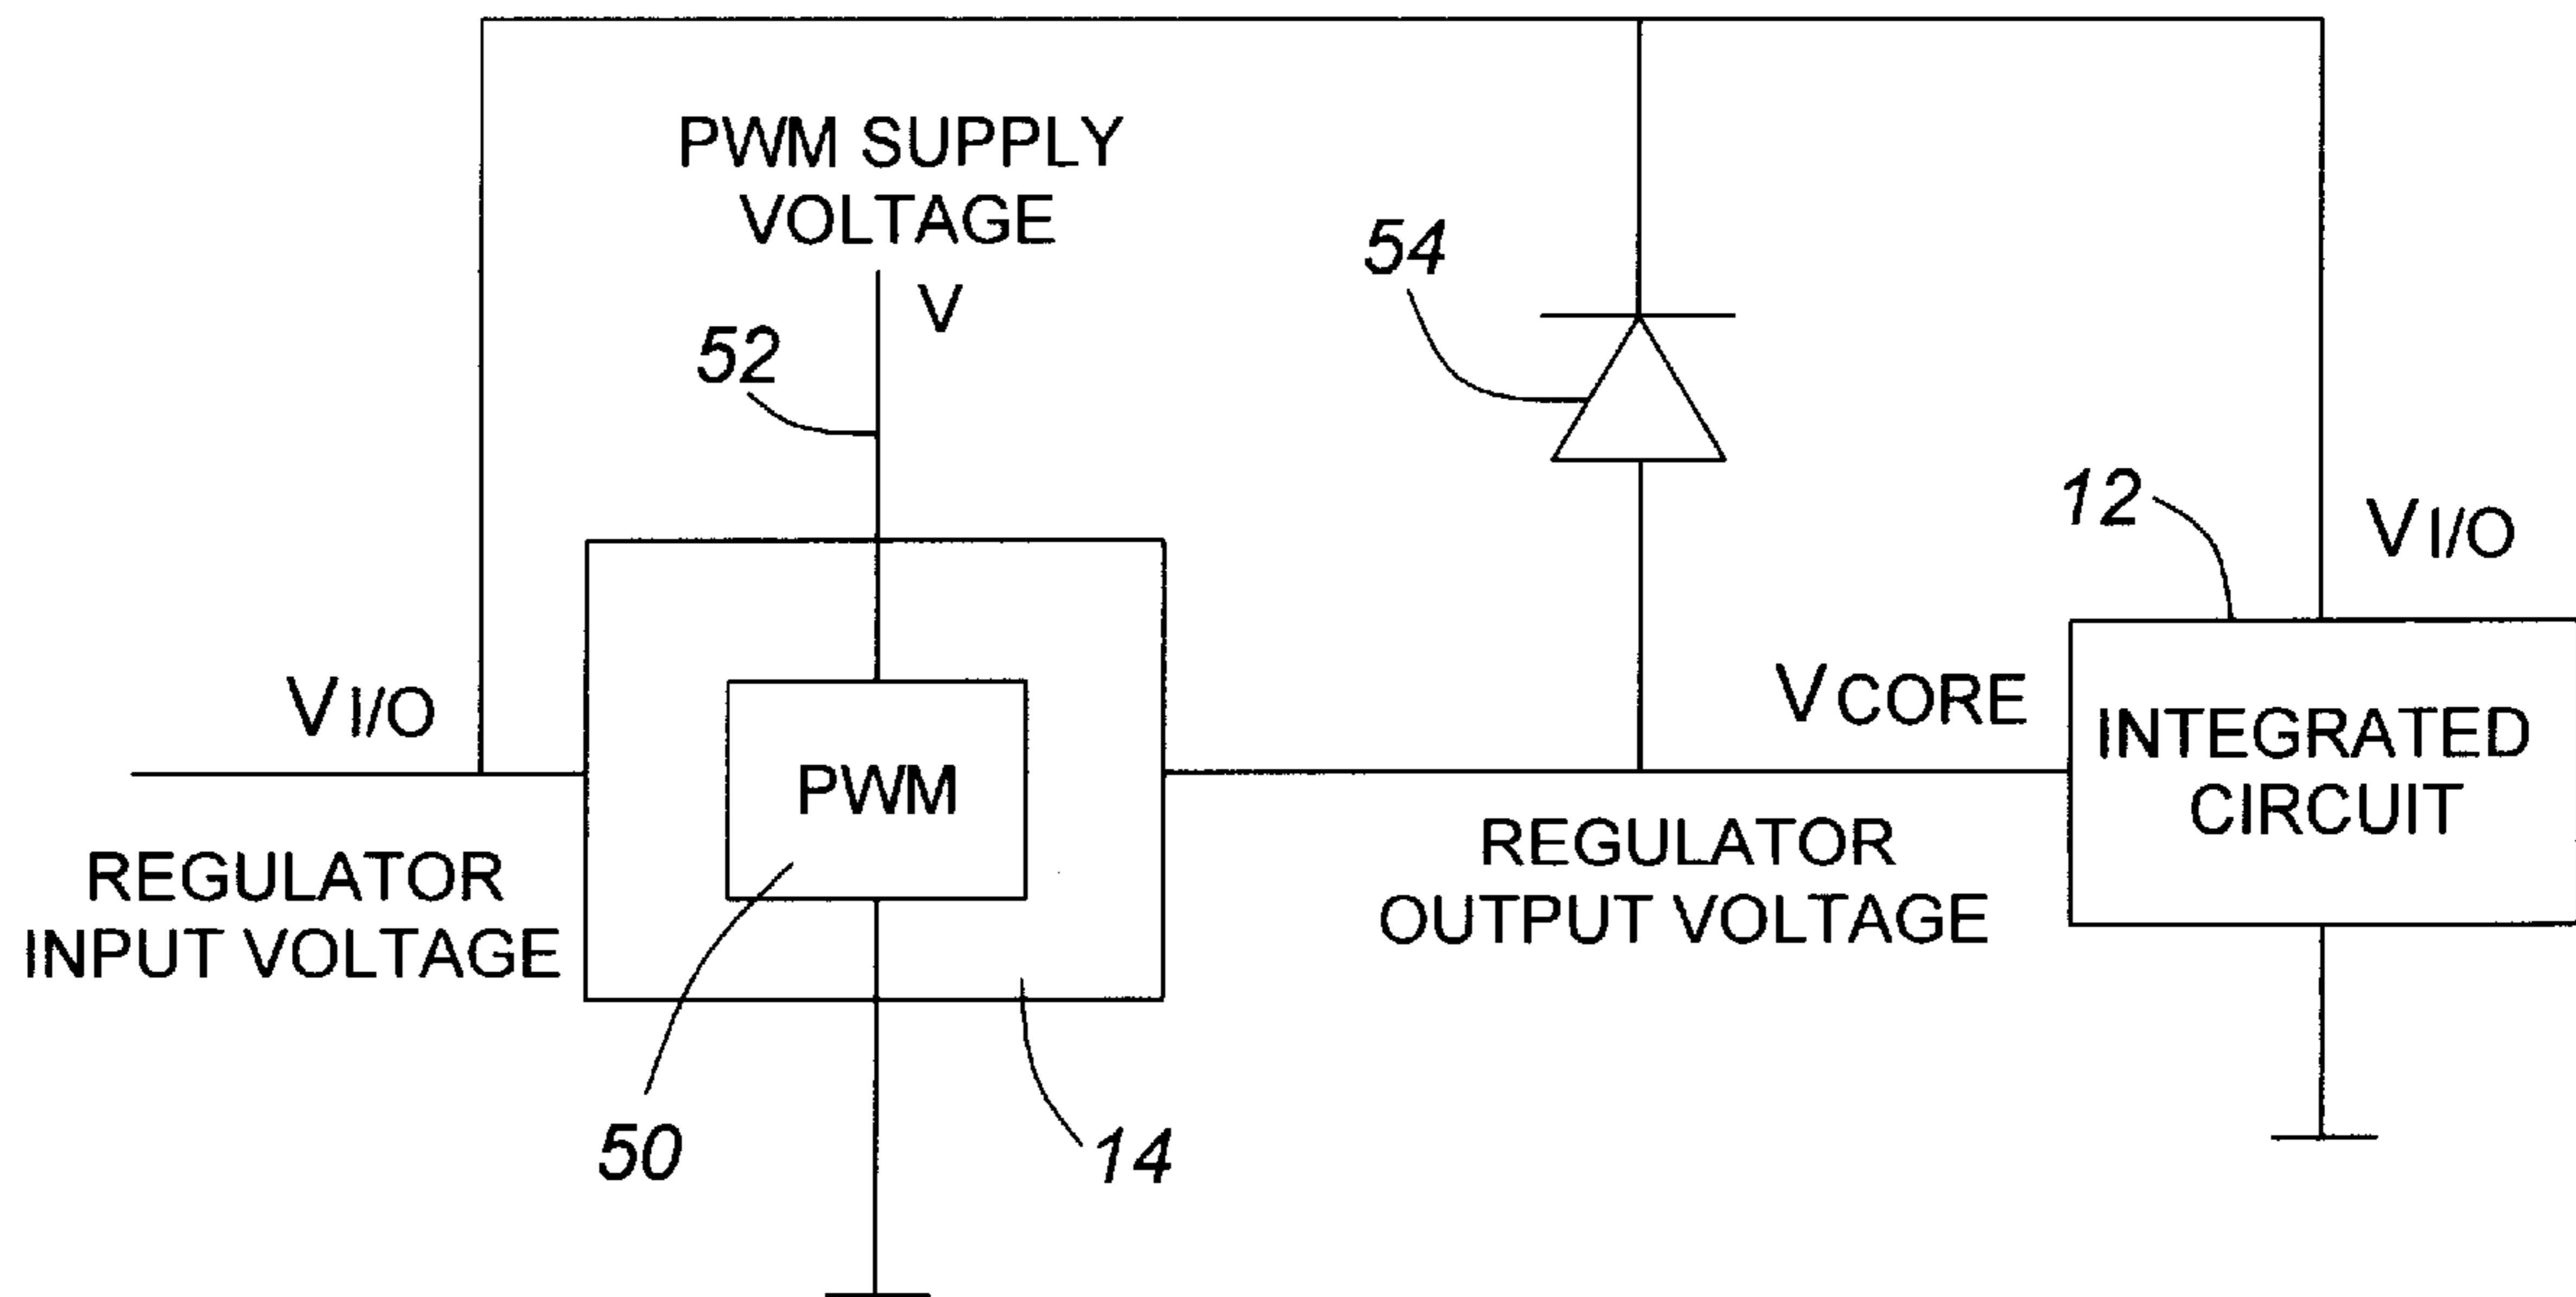 PWM SUPPLY
VOLTAGE
V
52
54
12
VI/O
VI/O
VCORE
PWM
INTEGRATED
CIRCUIT
REGULATOR
INPUT VOLTAGE
REGULATOR
OUTPUT VOLTAGE
50
14